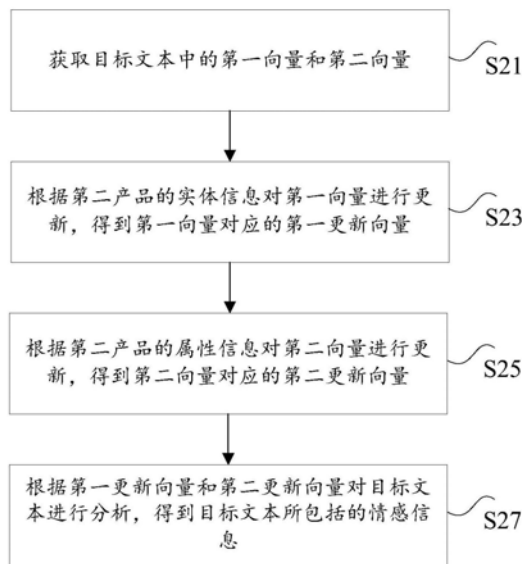 获取目标文本中的第一向量和第二向量
S21
根据第二产品的实体信息对第一向量进行更
新，得到第一向量对应的第一更新向量
S23
根据第二产品的属性信息对第二向量进行更
新，得到第二向量对应的第二更新向量
S25
根据第一更新向量和第二更新向量对目标文
本进行分析，得到目标文本所包括的情感信
息
S27